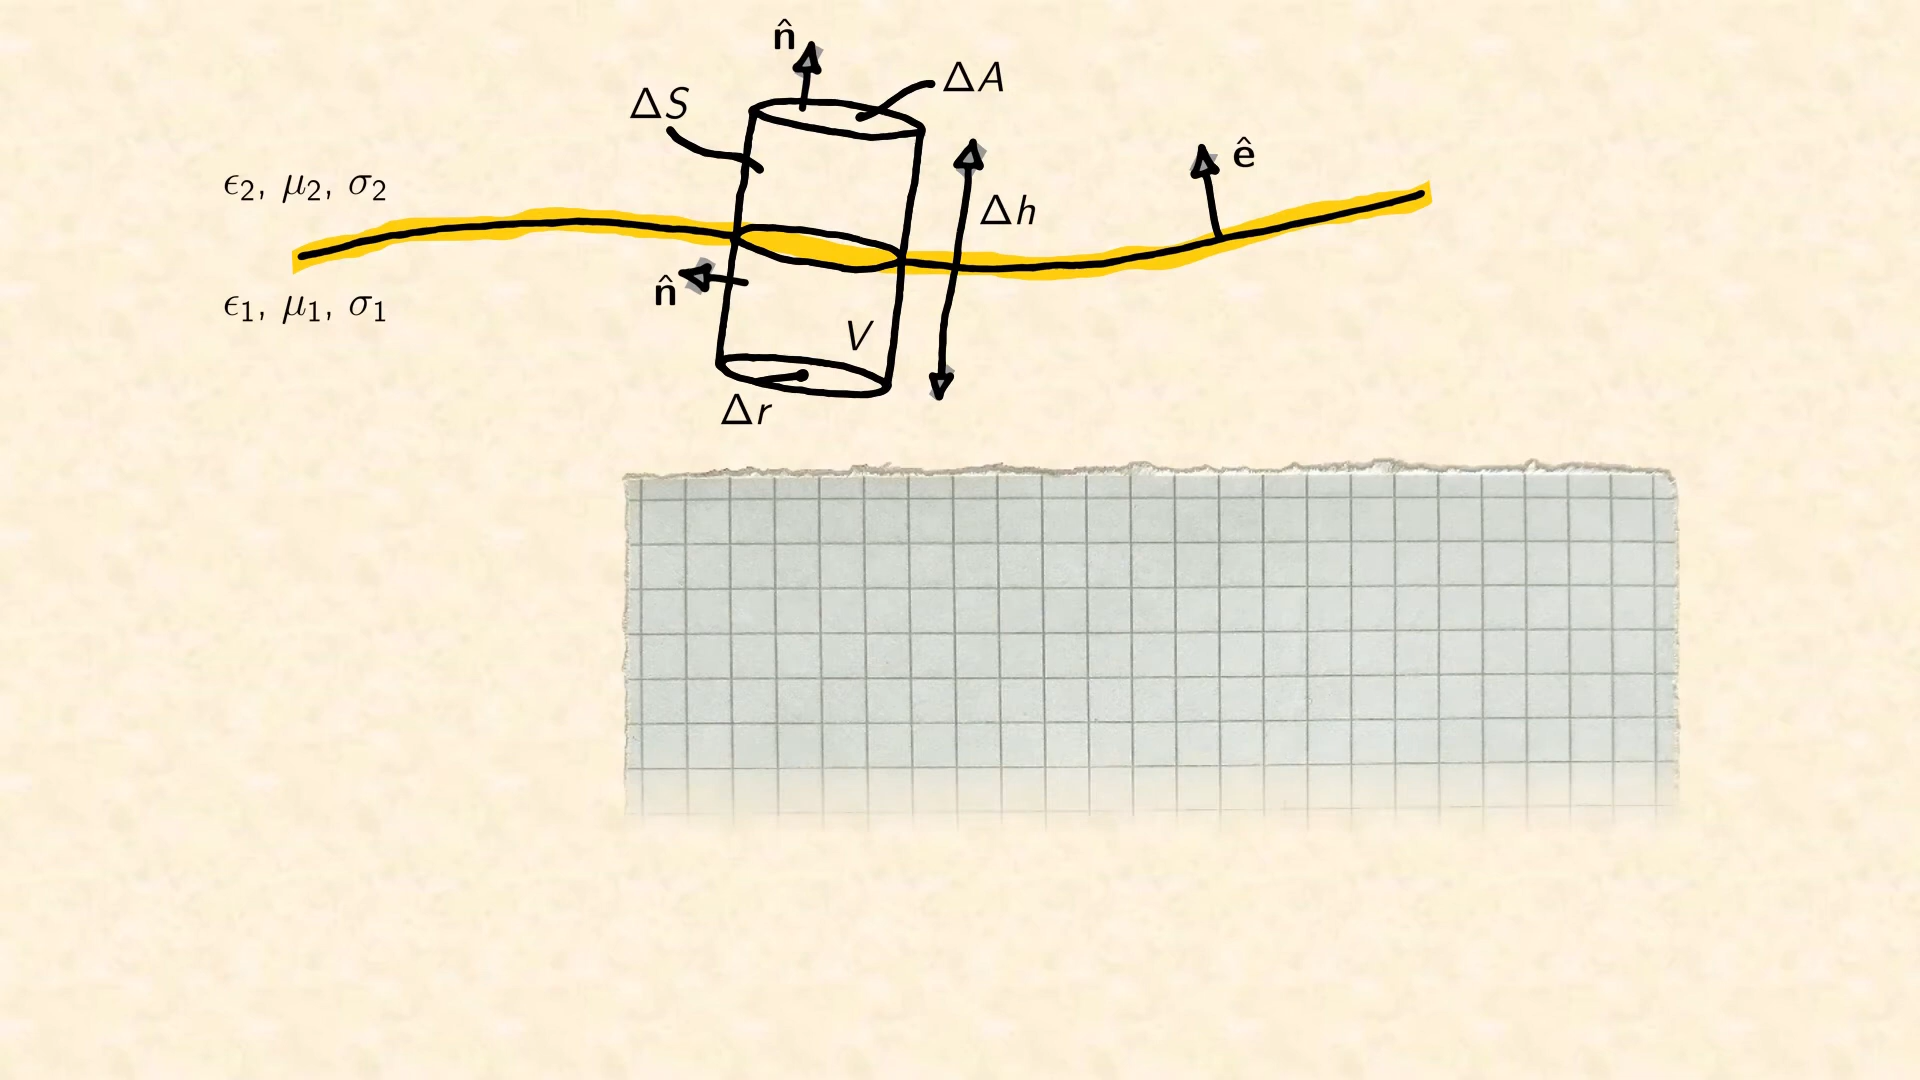 n̂
ΔA
ΔS
ê
ϵ₂, μ₂, σ₂
Δh
n̂
ϵ₁, μ₁, σ₁
V
Δr